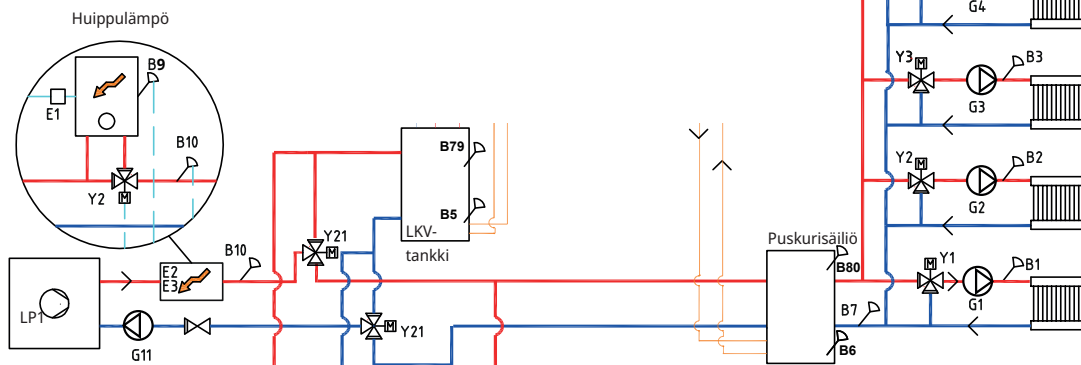 Huippulämpö
B9
E1
B10
Y2
M
G4
Y3
M
B3
G3
Y2
M
B2
G2
B79
B5
LKV-
tankki
Y21
M
B10
E2
E3
LP1
G11
Y21
M
Puskurisäiliö
B80
B7
B6
Y1
M
B1
G1